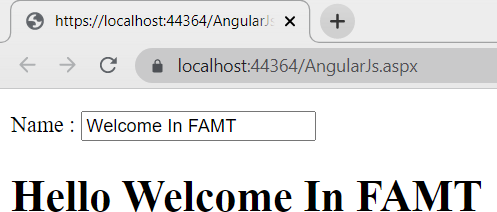 https://localhost:44364/AngularJs
localhost:44364/AngularJs.aspx
Name : Welcome In FAMT
Hello Welcome In FAMT